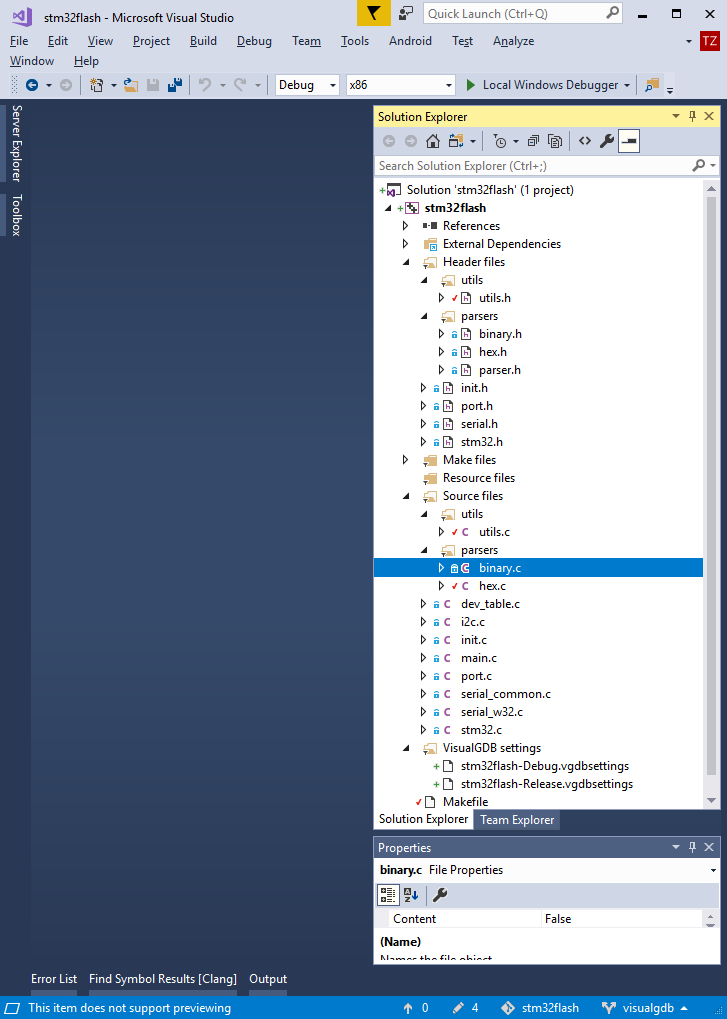 stm32flash - Microsoft Visual Studio
Quick Launch (Ctrl+Q)
File Edit View Project Build Debug Team Tools Android Test Analyze
TZ
Window Help
Debug x86 Local Windows Debugger
Server Explorer
Toolbox
Solution Explorer
Search Solution Explorer (Ctrl+;)
Solution 'stm32flash' (1 project)
stm32flash
References
External Dependencies
Header files
utils
utils.h
parsers
binary.h
hex.h
parser.h
init.h
port.h
serial.h
stm32.h
Make files
Resource files
Source files
utils
utils.c
parsers
binary.c
hex.c
dev_table.c
i2c.c
init.c
main.c
port.c
serial_common.c
serial_w32.c
stm32.c
VisualGDB settings
stm32flash-Debug.vgdbsettings
stm32flash-Release.vgdbsettings
Makefile
Solution Explorer Team Explorer
Properties
binary.c File Properties
Content False
(Name)
Names the file object
Error List Find Symbol Results [Clang] Output
This item does not support previewing 0 4 stm32flash visualgdb